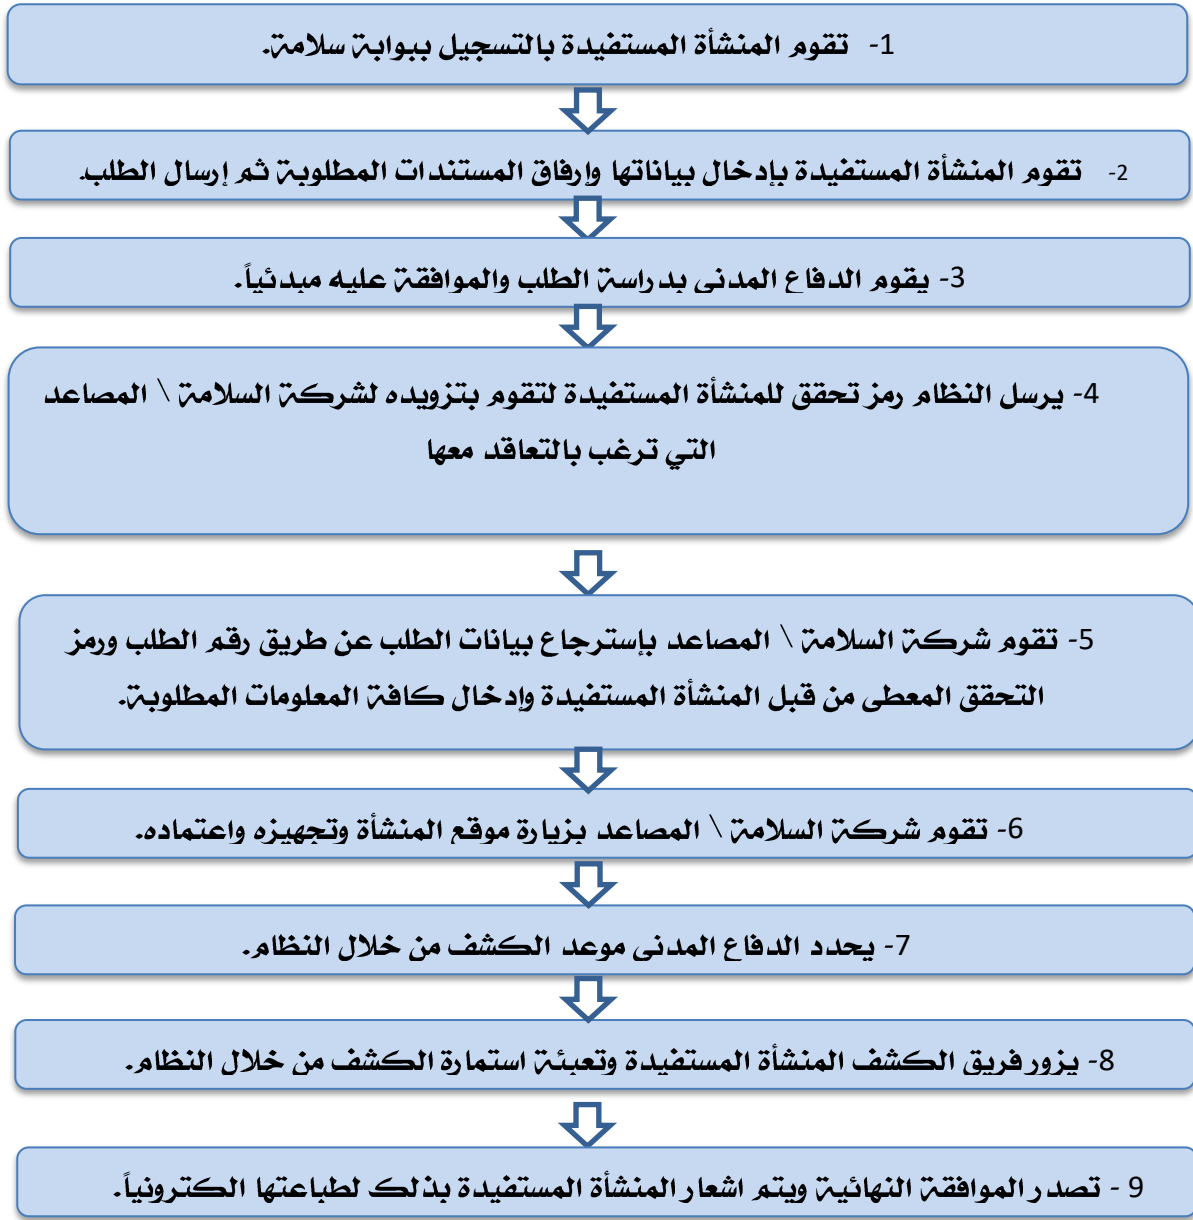 1- تقوم المنشأة المستفيدة بالتسجيل ببوابة سلامة.
2- تقوم المنشأة المستفيدة بإدخال بياناتها وإرفاق المستندات المطلوبة ثم إرسال الطلب.
3- يقوم الدفاع المدني بدراسة الطلب والموافقة عليه مبدئياً.
4- يرسل النظام رمز تحقق للمنشأة المستفيدة لتقوم بتزويده لشركة السلامة \ المصاعد
التي ترغب بالتعاقد معها
5- تقوم شركة السلامة \ المصاعد بإسترجاع بيانات الطلب عن طريق رقم الطلب ورمز
التحقق المعطى من قبل المنشأة المستفيدة وإدخال كافة المعلومات المطلوبة.
6- تقوم شركة السلامة \ المصاعد بزيارة موقع المنشأة وتجهيزه واعتماده.
7- يحدد الدفاع المدني موعد الكشف من خلال النظام.
8- يزور فريق الكشف المنشأة المستفيدة وتعبئة استمارة الكشف من خلال النظام.
9 - تصدر الموافقة النهائية ويتم اشعار المنشأة المستفيدة بذلك لطباعتها الكترونياً.